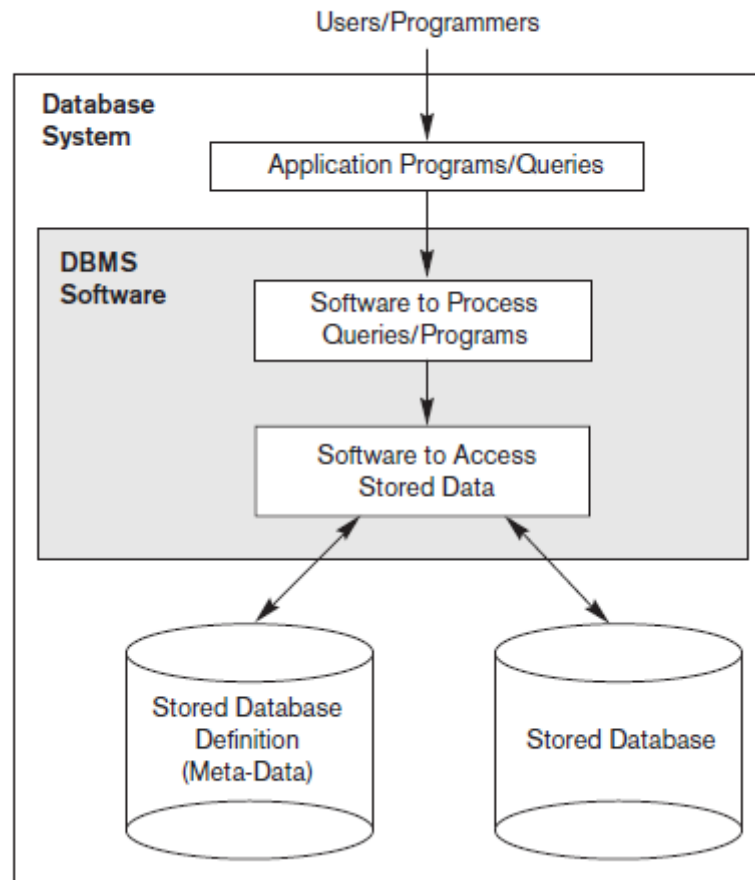 Users/Programmers
Database
System
Application Programs/Queries
DBMS
Software
Software to Process
Queries/Programs
Software to Access
Stored Data
Stored Database
Definition
(Meta-Data)
Stored Database